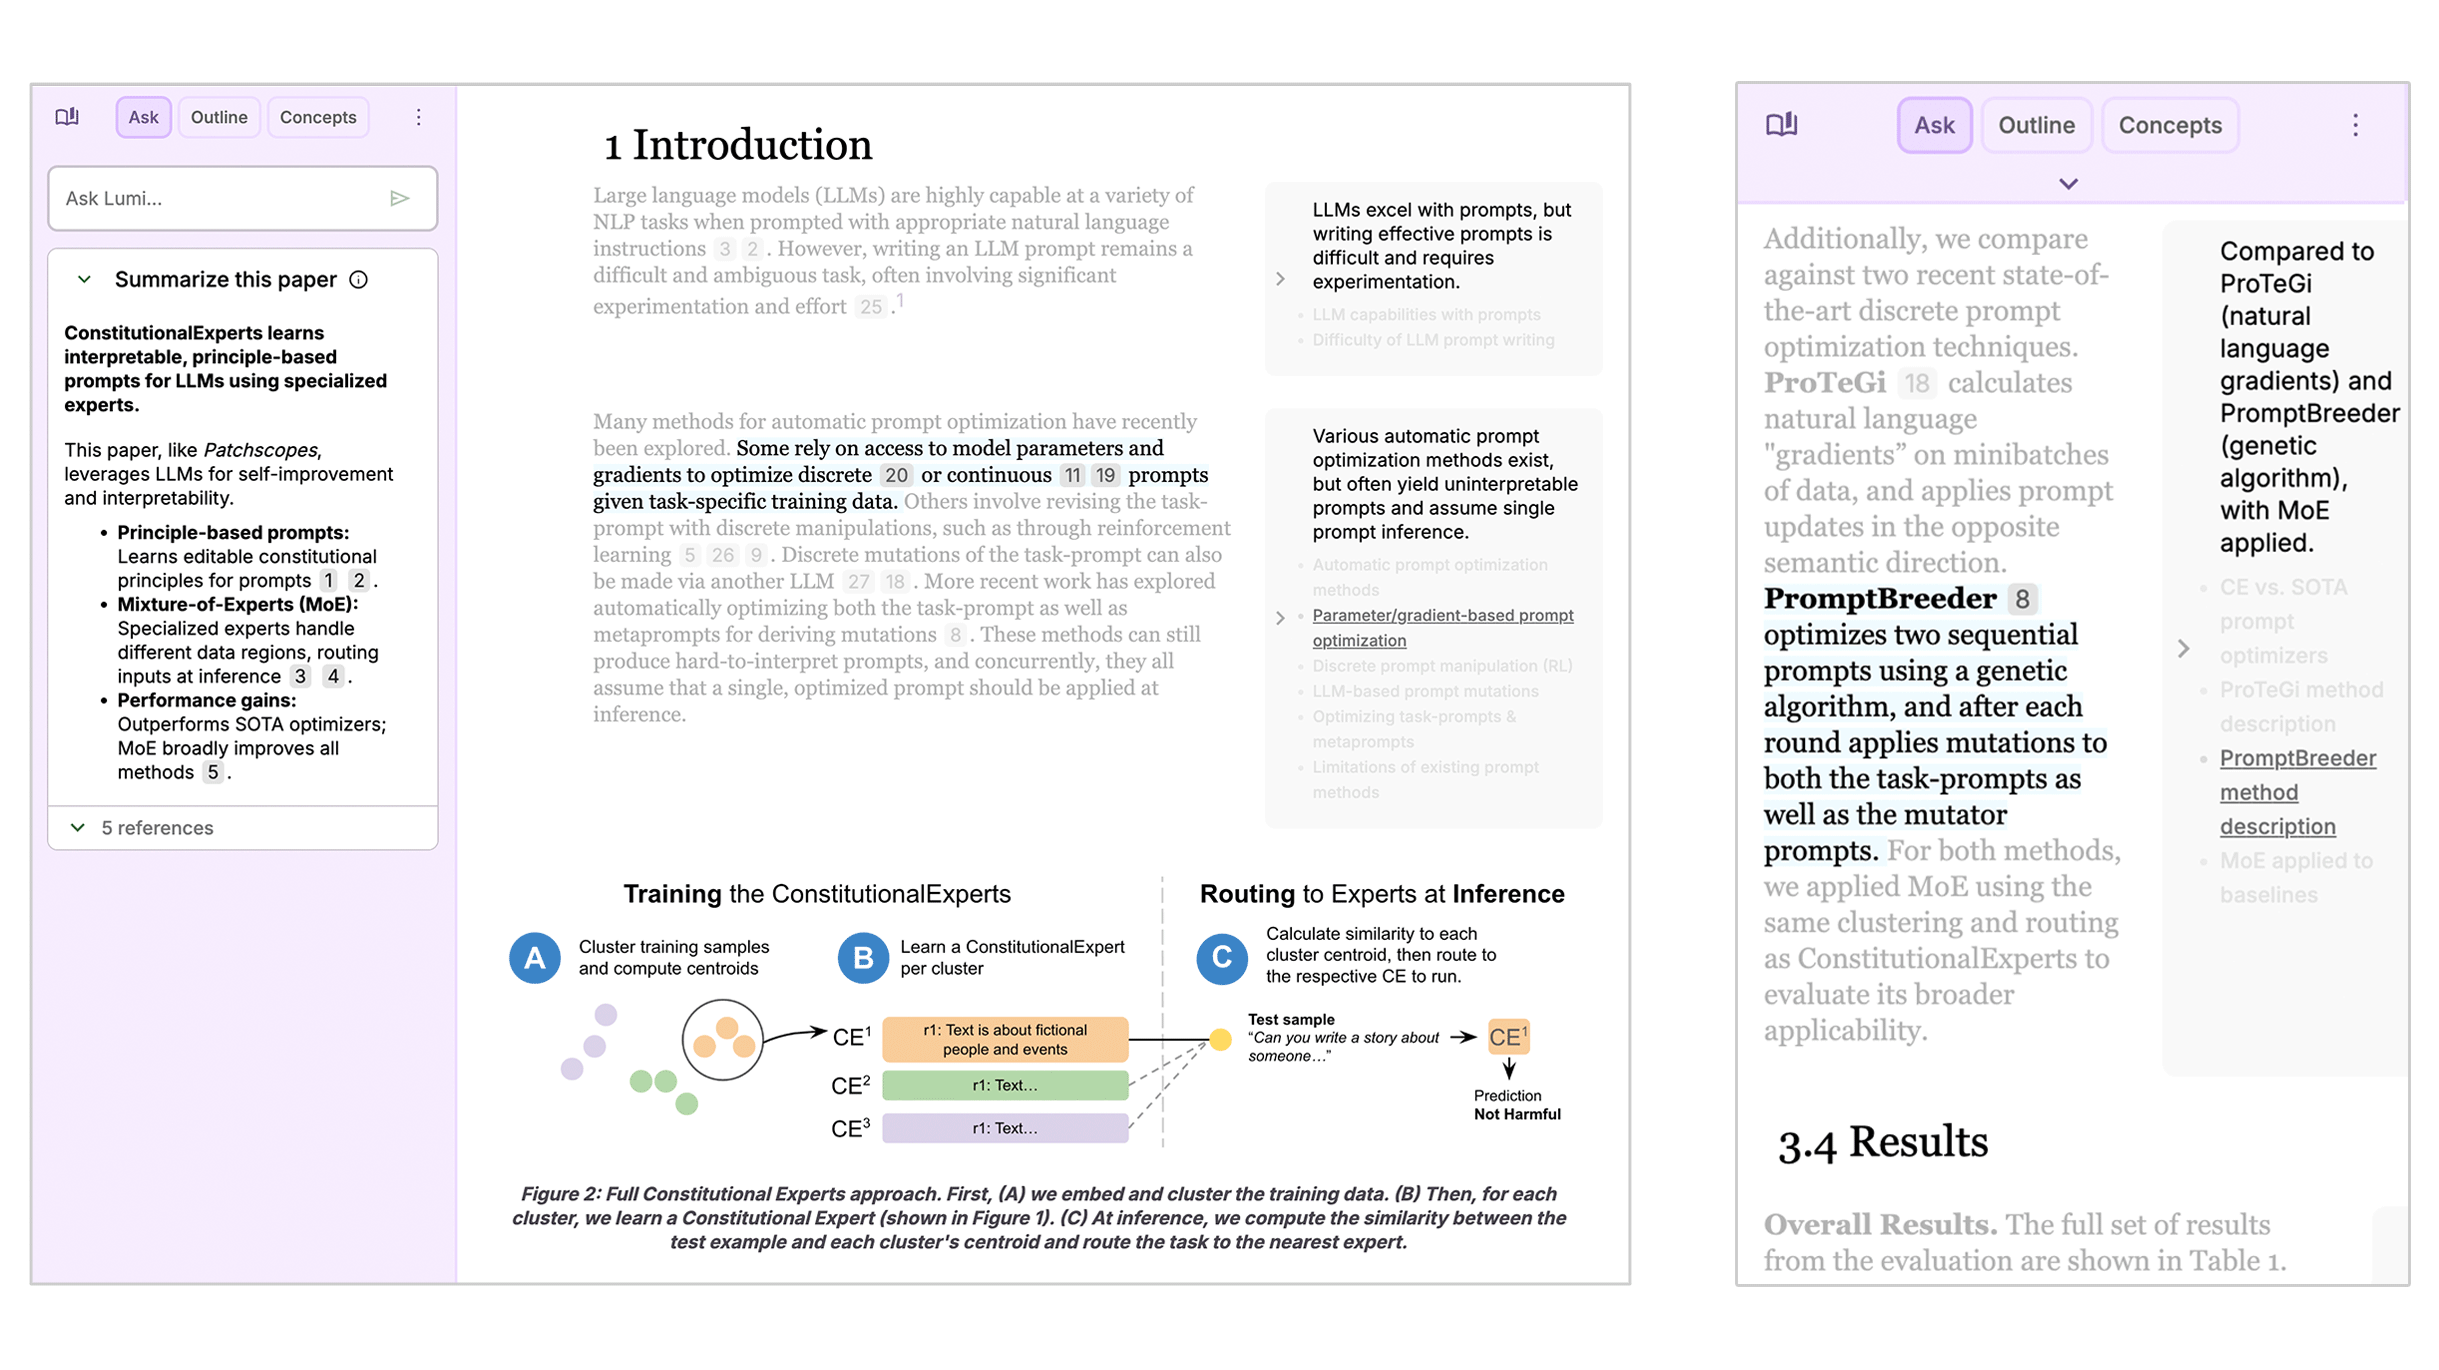 Ask Outline Concepts
Ask Lumi...
Summarize this paper
ConstitutionalExperts learns
interpretable, principle-based
prompts for LLMs using specialized
experts.
This paper, like Patchscopes,
leverages LLMs for self-improvement
and interpretability.
• Principle-based prompts:
Learns editable constitutional
principles for prompts 1 2 .
• Mixture-of-Experts (MoE):
Specialized experts handle
different data regions, routing
inputs at inference 3 4 .
• Performance gains:
Outperforms SOTA optimizers;
MoE broadly improves all
methods 5 .
5 references
1 Introduction
Large language models (LLMs) are highly capable at a variety of
NLP tasks when prompted with appropriate natural language
instructions 3 2 . However, writing an LLM prompt remains a
difficult and ambiguous task, often involving significant
experimentation and effort 25 .¹
LLMs excel with prompts, but
writing effective prompts is
difficult and requires
experimentation.
• LLM capabilities with prompts
• Difficulty of LLM prompt writing
Many methods for automatic prompt optimization have recently
been explored. Some rely on access to model parameters and
gradients to optimize discrete 20 or continuous 11 19 prompts
given task-specific training data. Others involve revising the task-
prompt with discrete manipulations, such as through reinforcement
learning 5 26 9 . Discrete mutations of the task-prompt can also
be made via another LLM 27 18 . More recent work has explored
automatically optimizing both the task-prompt as well as
metaprompts for deriving mutations 8 . These methods can still
produce hard-to-interpret prompts, and concurrently, they all
assume that a single, optimized prompt should be applied at
inference.
Various automatic prompt
optimization methods exist,
but often yield uninterpretable
prompts and assume single
prompt inference.
• Automatic prompt optimization
methods
• Parameter/gradient-based prompt
optimization
• Discrete prompt manipulation (RL)
• LLM-based prompt mutations
• Optimizing task-prompts &
metaprompts
• Limitations of existing prompt
methods
Training the ConstitutionalExperts
A
Cluster training samples
and compute centroids
B
Learn a ConstitutionalExpert
per cluster
CE¹
r1: Text is about fictional
people and events
CE²
r1: Text...
CE³
r1: Text...
Routing to Experts at Inference
C
Calculate similarity to each
cluster centroid, then route to
the respective CE to run.
Test sample
“Can you write a story about
someone...”
CE¹
Prediction
Not Harmful
Figure 2: Full Constitutional Experts approach. First, (A) we embed and cluster the training data. (B) Then, for each
cluster, we learn a Constitutional Expert (shown in Figure 1). (C) At inference, we compute the similarity between the
test example and each cluster's centroid and route the task to the nearest expert.
Ask Outline Concepts
Additionally, we compare
against two recent state-of-
the-art discrete prompt
optimization techniques.
ProTeGi 18 calculates
natural language
"gradients” on minibatches
of data, and applies prompt
updates in the opposite
semantic direction.
PromptBreeder 8
optimizes two sequential
prompts using a genetic
algorithm, and after each
round applies mutations to
both the task-prompts as
well as the mutator
prompts. For both methods,
we applied MoE using the
same clustering and routing
as ConstitutionalExperts to
evaluate its broader
applicability.
Compared to
ProTeGi
(natural
language
gradients) and
PromptBreeder
(genetic
algorithm),
with MoE
applied.
• CE vs. SOTA
prompt
optimizers
• ProTeGi method
description
• PromptBreeder
method
description
• MoE applied to
baselines
3.4 Results
Overall Results. The full set of results
from the evaluation are shown in Table 1.